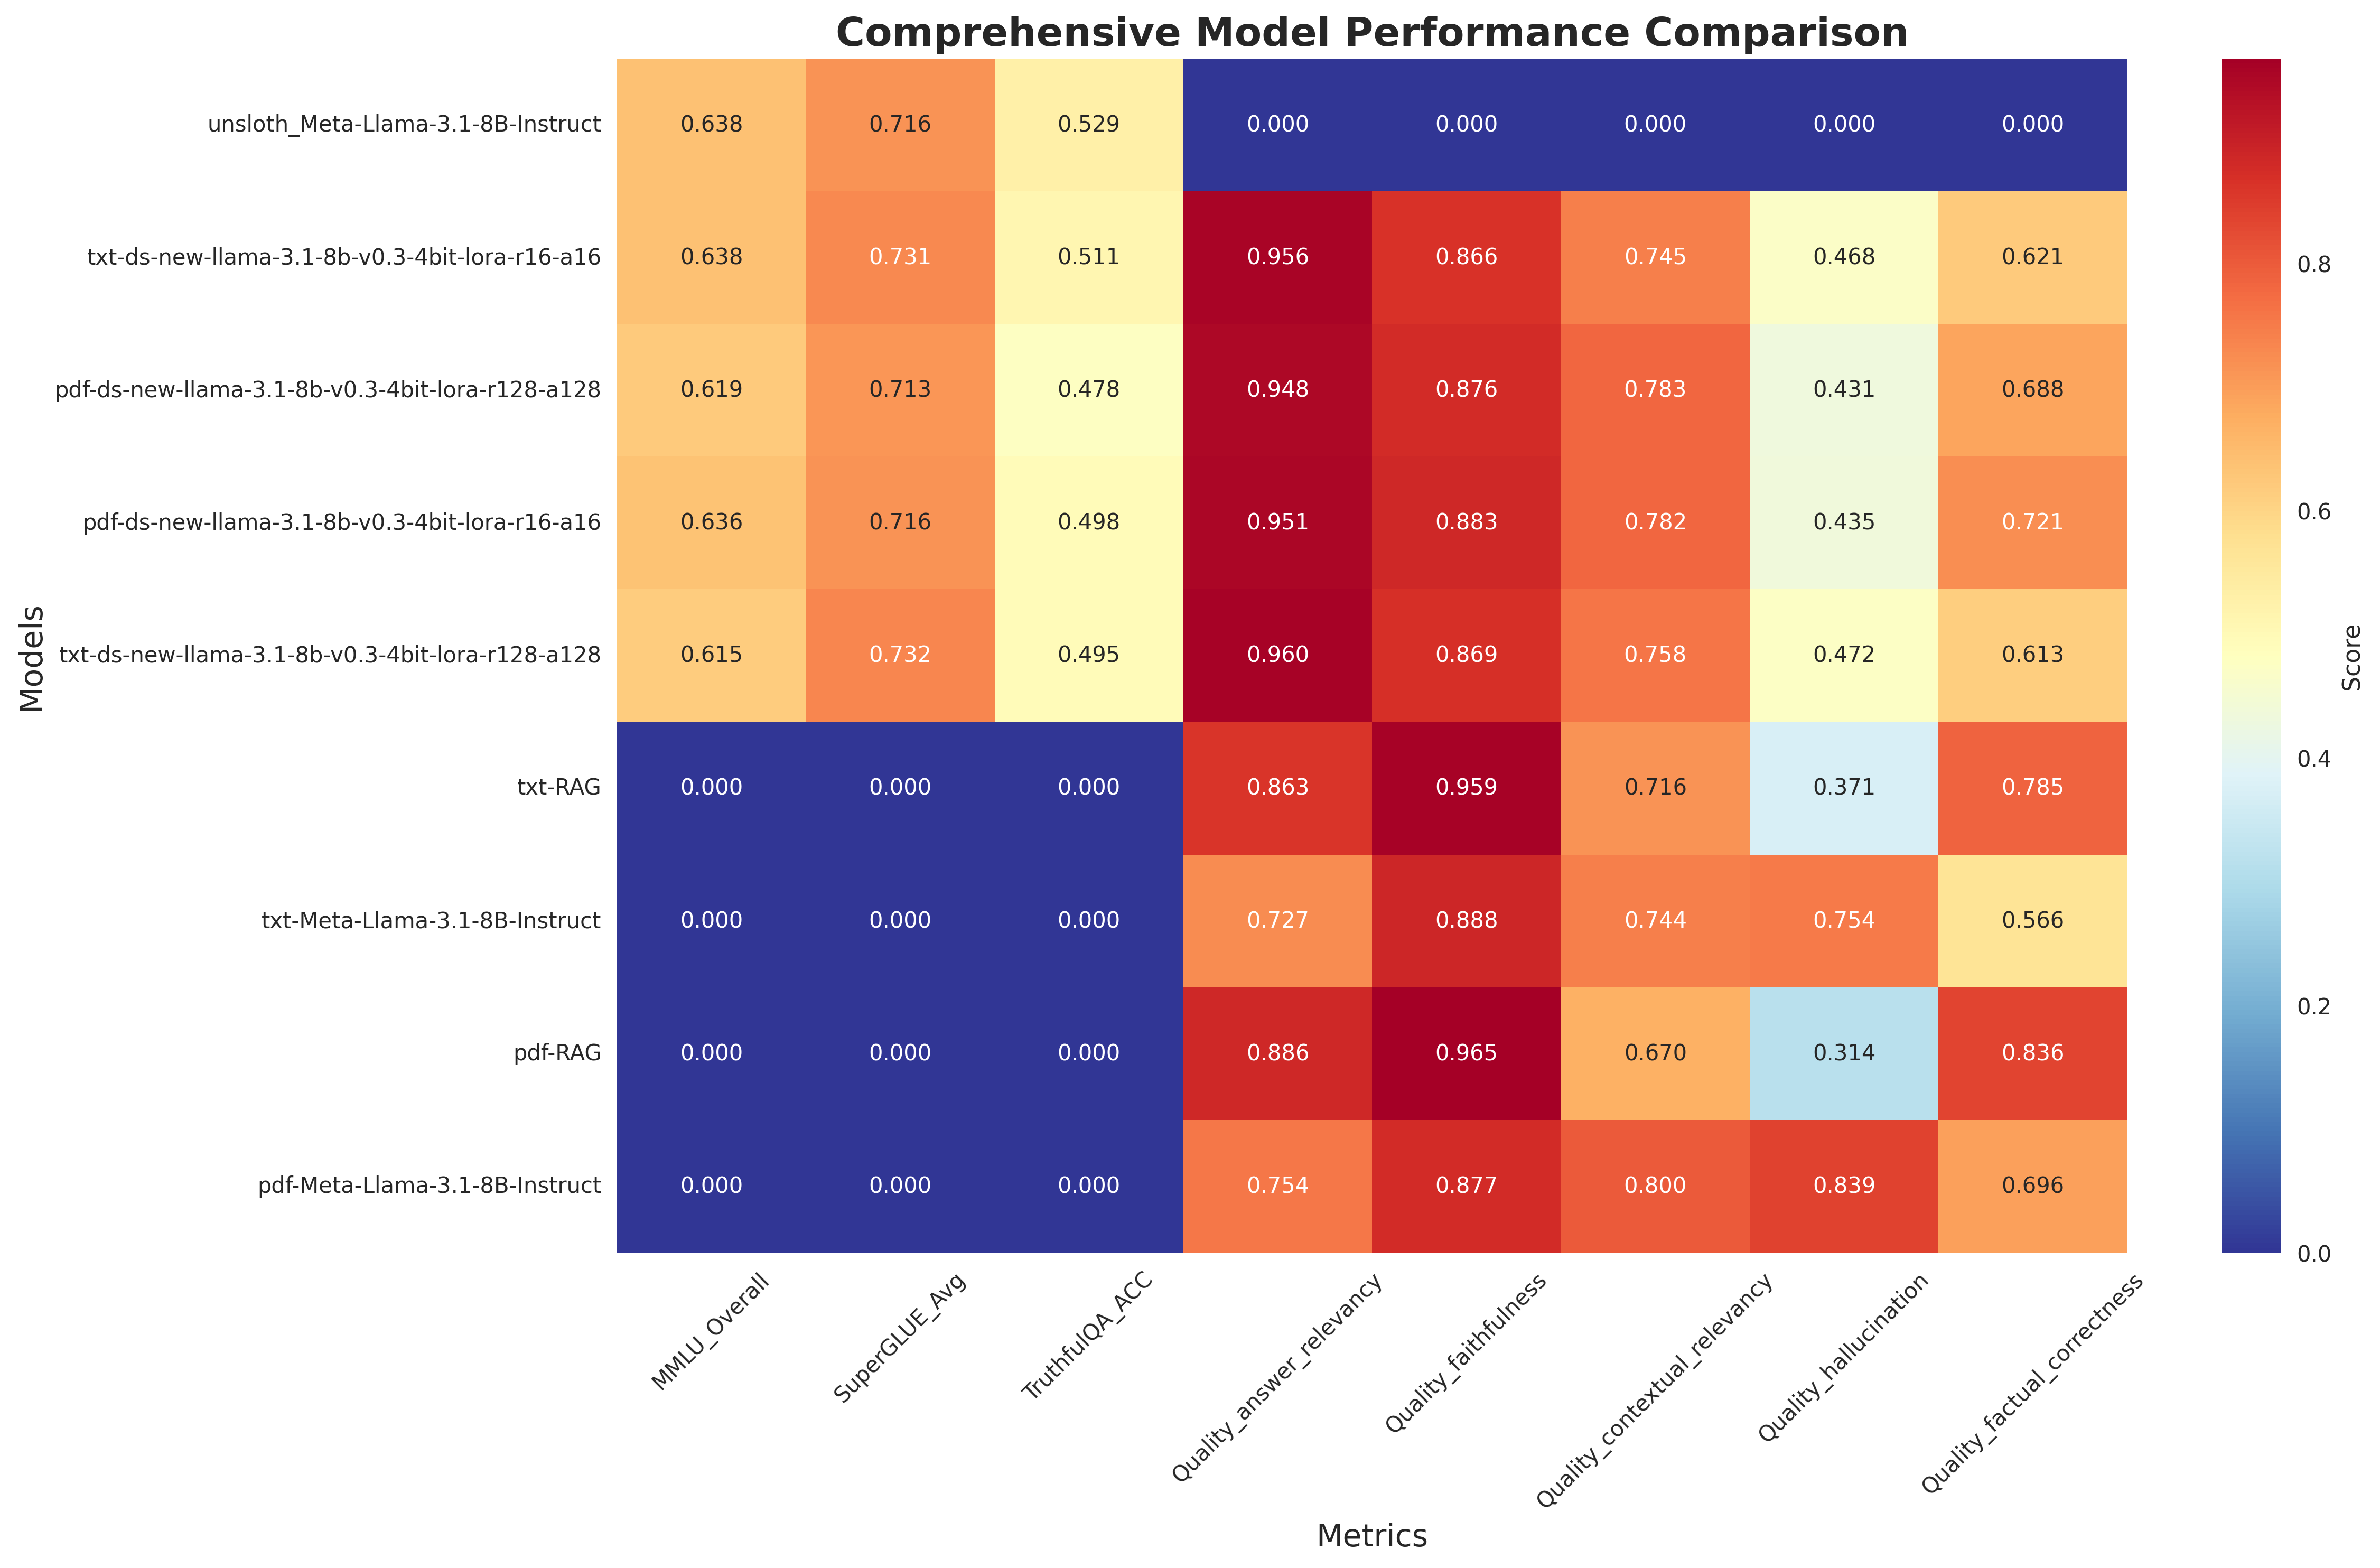 Comprehensive Model Performance Comparison
unsloth_Meta-Llama-3.1-8B-Instruct 0.638 0.716 0.529 0.000 0.000 0.000 0.000 0.000
txt-ds-new-llama-3.1-8b-v0.3-4bit-lora-r16-a16 0.638 0.731 0.511 0.956 0.866 0.745 0.468 0.621
pdf-ds-new-llama-3.1-8b-v0.3-4bit-lora-r128-a128 0.619 0.713 0.478 0.948 0.876 0.783 0.431 0.688
pdf-ds-new-llama-3.1-8b-v0.3-4bit-lora-r16-a16 0.636 0.716 0.498 0.951 0.883 0.782 0.435 0.721
txt-ds-new-llama-3.1-8b-v0.3-4bit-lora-r128-a128 0.615 0.732 0.495 0.960 0.869 0.758 0.472 0.613
txt-RAG 0.000 0.000 0.000 0.863 0.959 0.716 0.371 0.785
txt-Meta-Llama-3.1-8B-Instruct 0.000 0.000 0.000 0.727 0.888 0.744 0.754 0.566
pdf-RAG 0.000 0.000 0.000 0.886 0.965 0.670 0.314 0.836
pdf-Meta-Llama-3.1-8B-Instruct 0.000 0.000 0.000 0.754 0.877 0.800 0.839 0.696
Models
MMLU_Overall
SuperGLUE_Avg
TruthfulQA_ACC
Quality_answer_relevancy
Quality_faithfulness
Quality_contextual_relevancy
Quality_hallucination
Quality_factual_correctness
Metrics
0.8
0.6
0.4
0.2
0.0
Score